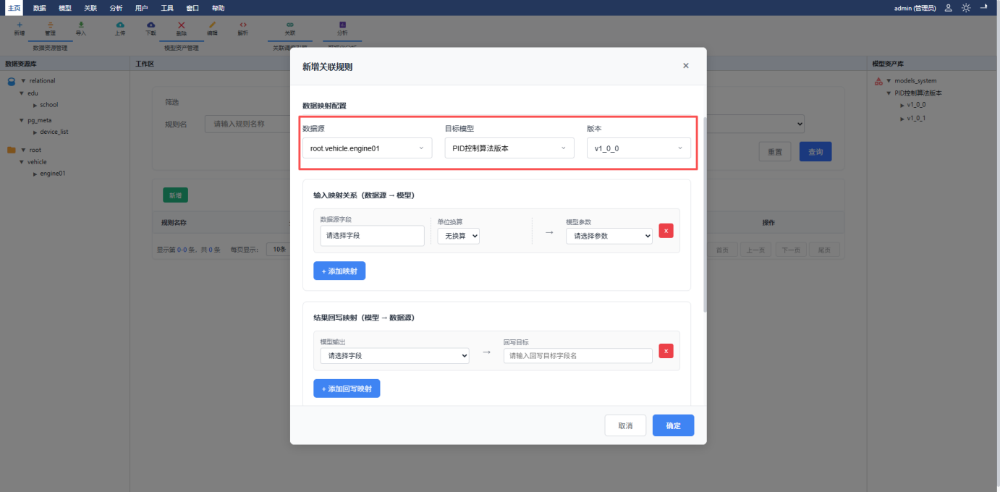 主页 数据 模型 关联 分析 用户 工具 窗口 帮助 admin (管理员)
新增 管理 导入 上传 下载 删除 编辑 解析 关联 分析
数据资源管理 模型资产管理
数据资源库 工作区 模型资产库
relational
edu
school
pg_meta
device_list
root
vehicle
engine01
筛选
规则名 请输入规则名称
重置 查询
新增
规则名称 操作
显示第 0-0 条，共 0 条 每页显示： 10条 首页 上一页 下一页 尾页
新增关联规则 ×
数据映射配置
数据源 目标模型 版本
root.vehicle.engine01 PID控制算法版本 v1_0_0
输入映射关系（数据源 → 模型）
数据源字段 单位换算 模型参数
请选择字段 无换算 → 请选择参数 x
+ 添加映射
结果回写映射（模型 → 数据源）
模型输出 回写目标
请选择字段 → 请输入回写目标字段名 x
+ 添加回写映射
取消 确定
models_system
PID控制算法版本
v1_0_0
v1_0_1